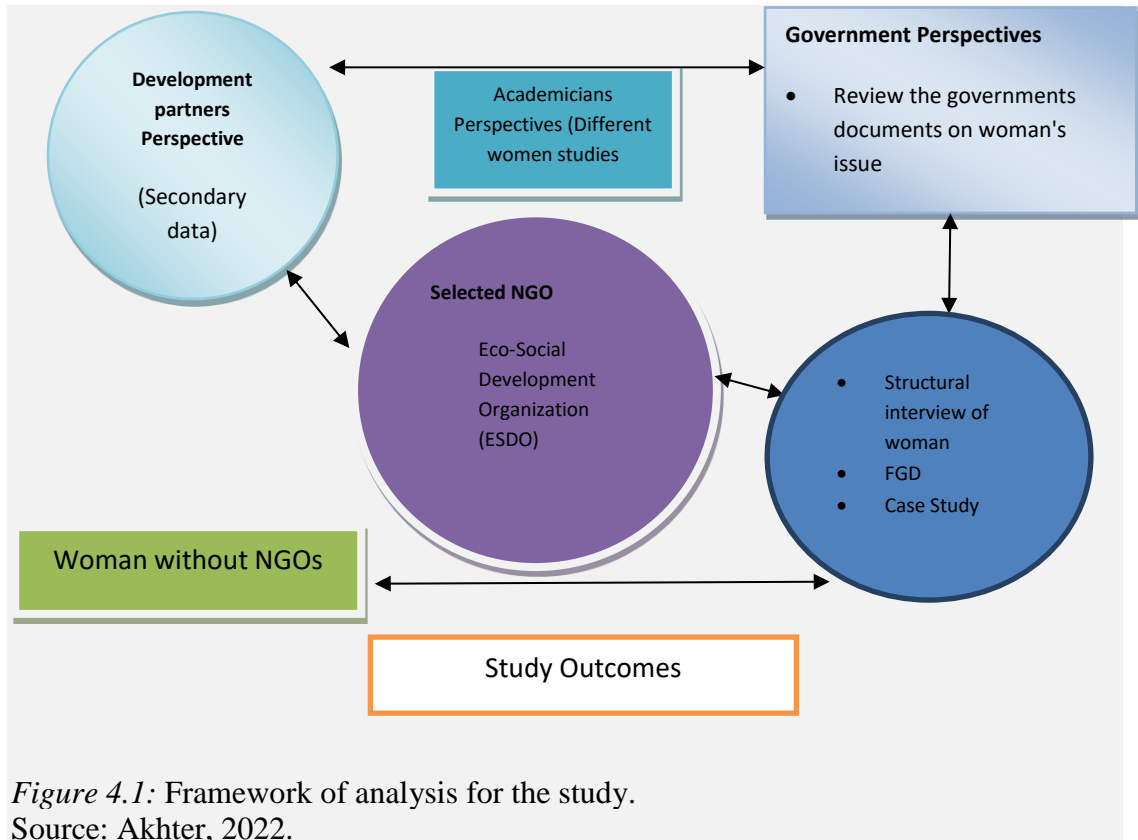 Development
partners
Perspective
(Secondary
data)
Academicians
Perspectives (Different
women studies
Government Perspectives
• Review the governments
documents on woman's
issue
Selected NGO
Eco-Social
Development
Organization
(ESDO)
• Structural
interview of
woman
• FGD
• Case Study
Woman without NGOs
Study Outcomes
Figure 4.1: Framework of analysis for the study.
Source: Akhter, 2022.